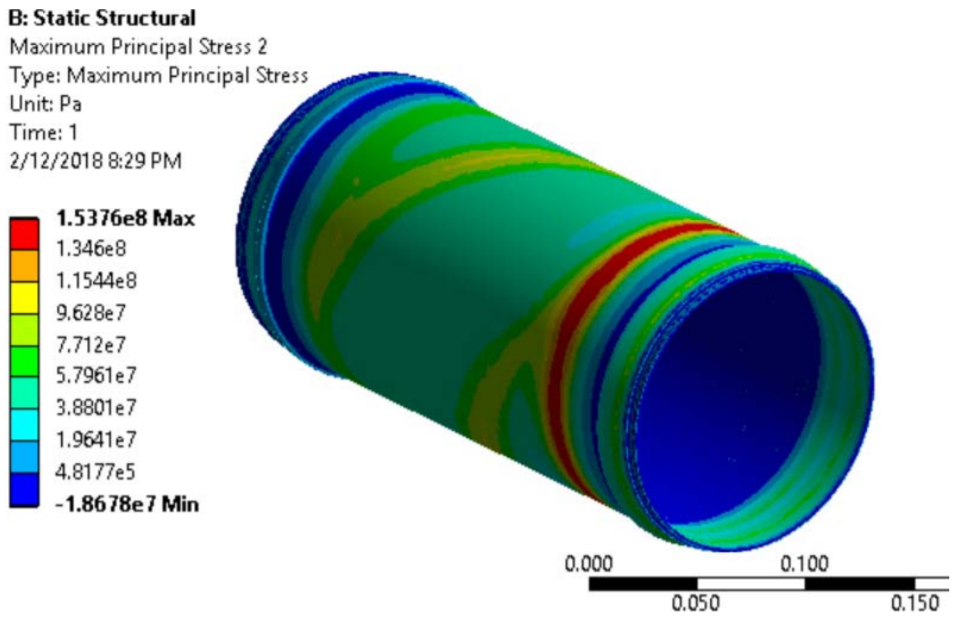 B: Static Structural
Maximum Principal Stress 2
Type: Maximum Principal Stress
Unit: Pa
Time: 1
2/12/2018 8:29 PM
1.5376e8 Max
1.346e8
1.1544e8
9.628e7
7.712e7
5.7961e7
3.8801e7
1.9641e7
4.8177e5
-1.8678e7 Min
0.000 0.100
0.050 0.150